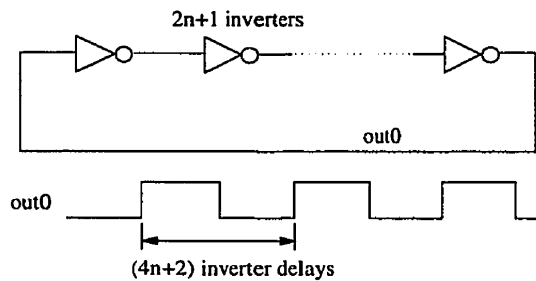 2n+1 inverters
out0
out0
(4n+2) inverter delays